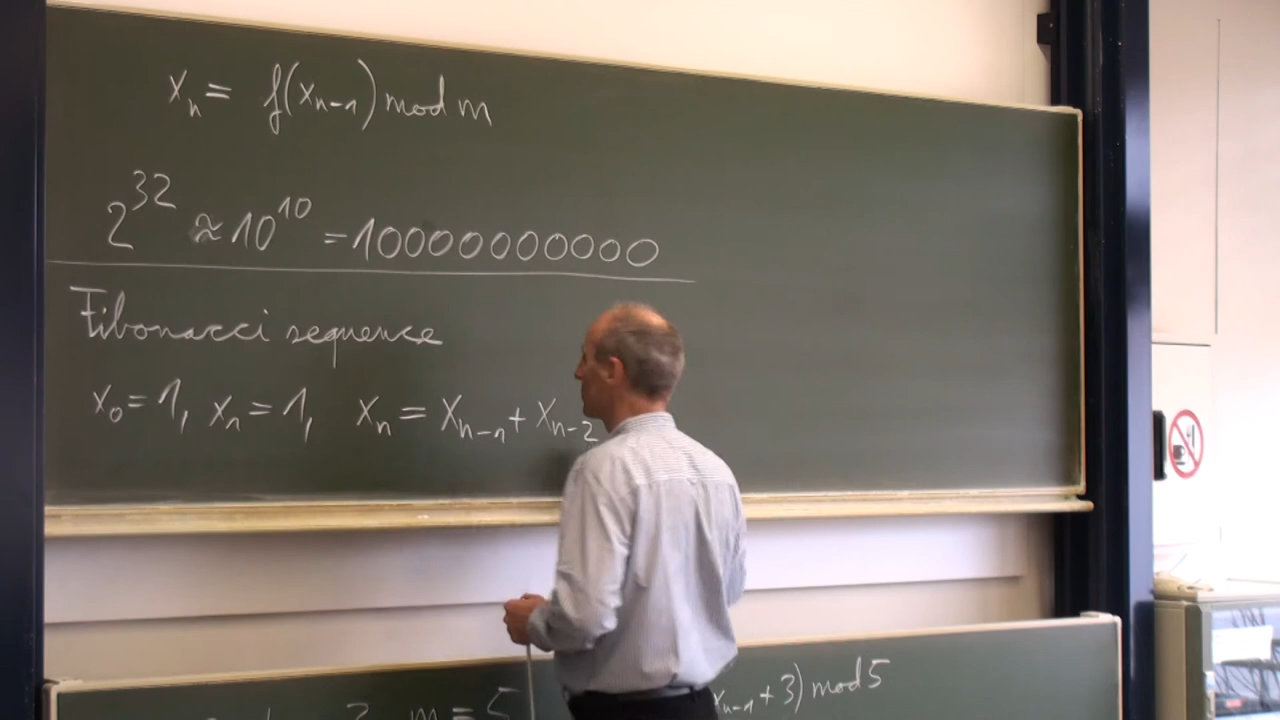 xₙ = f(xₙ₋₁) mod m
2³² ≈ 10¹⁰ = 10000000000
Fibonacci sequence
x₀ = 1, x₁ = 1, xₙ = xₙ₋₁ + xₙ₋₂
m = 5
xₙ₋₁ + 3) mod 5